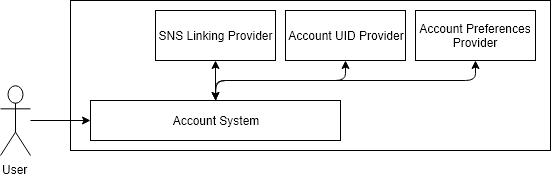 SNS Linking Provider
Account UID Provider
Account Preferences
Provider
Account System
User